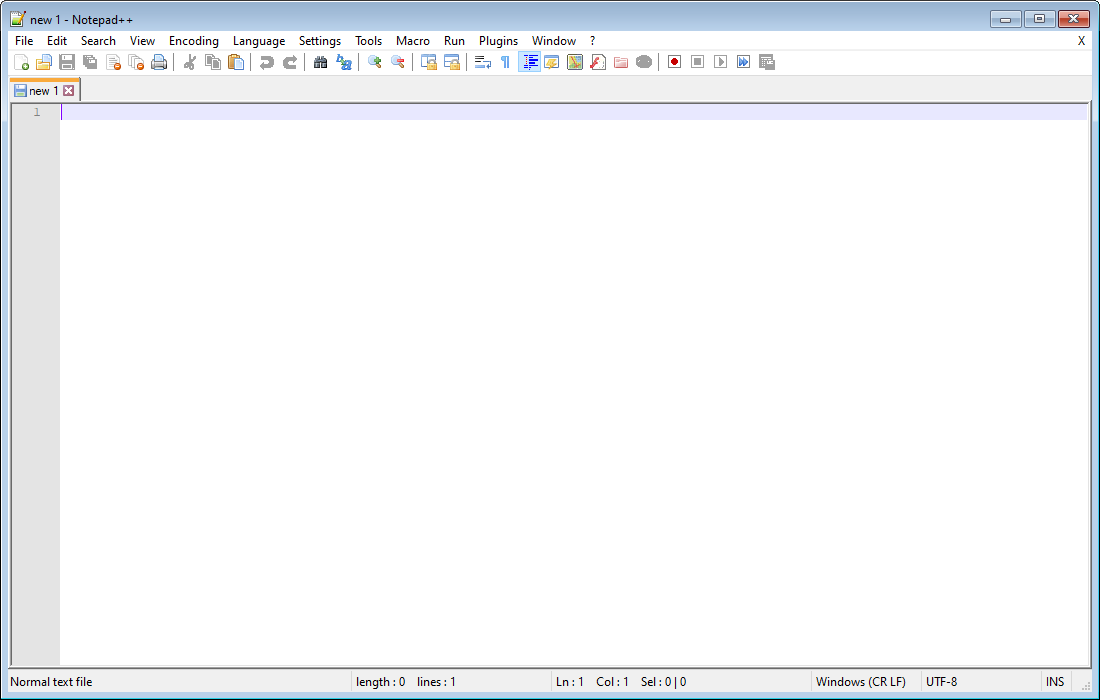 new 1 - Notepad++
File Edit Search View Encoding Language Settings Tools Macro Run Plugins Window ? X
new 1
1
Normal text file length : 0 lines : 1 Ln : 1 Col : 1 Sel : 0 | 0 Windows (CR LF) UTF-8 INS